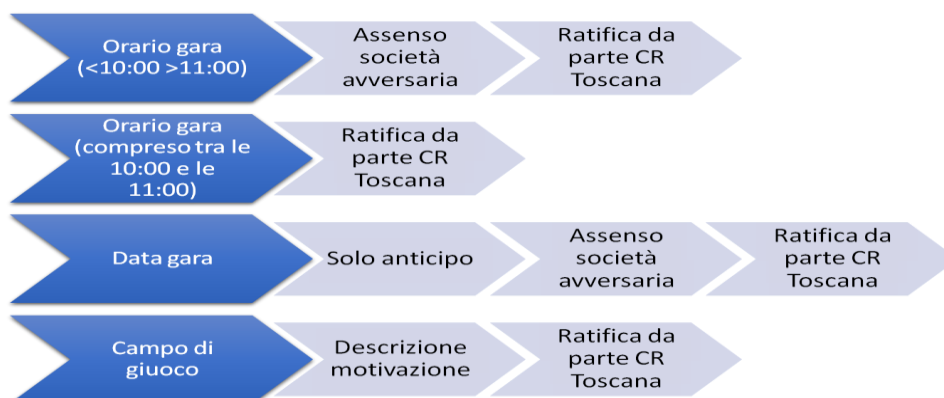 Orario gara
(<10:00 >11:00)
Assenso
società
avversaria
Ratifica da
parte CR
Toscana
Orario gara
(compreso tra le
10:00 e le
11:00)
Ratifica da
parte CR
Toscana
Data gara
Solo anticipo
Assenso
società
avversaria
Ratifica da
parte CR
Toscana
Campo di
giuoco
Descrizione
motivazione
Ratifica da
parte CR
Toscana